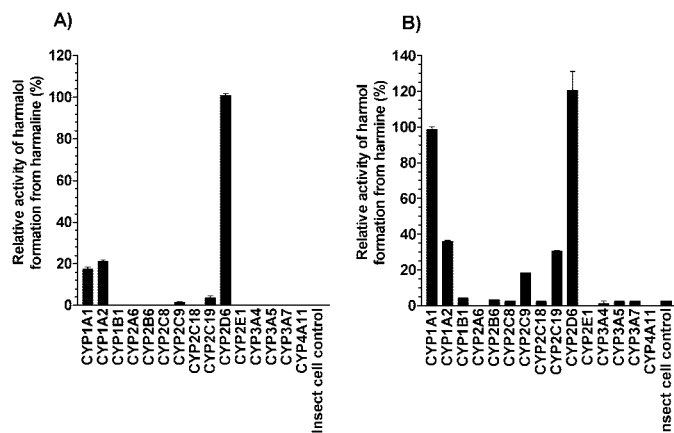 A)
Relative activity of harmalol
formation from harmaline (%)
120
100
80
60
40
20
0
CYP1A1
CYP1A2
CYP1B1
CYP2A6
CYP2B6
CYP2C8
CYP2C9
CYP2C18
CYP2C19
CYP2D6
CYP2E1
CYP3A4
CYP3A5
CYP3A7
CYP4A11
Insect cell control
B)
Relative activity of harmol
formation from harmine (%)
140
120
100
80
60
40
20
0
CYP1A1
CYP1A2
CYP1B1
CYP2A6
CYP2B6
CYP2C8
CYP2C9
CYP2C18
CYP2C19
CYP2D6
CYP2E1
CYP3A4
CYP3A5
CYP3A7
CYP4A11
nsect cell control